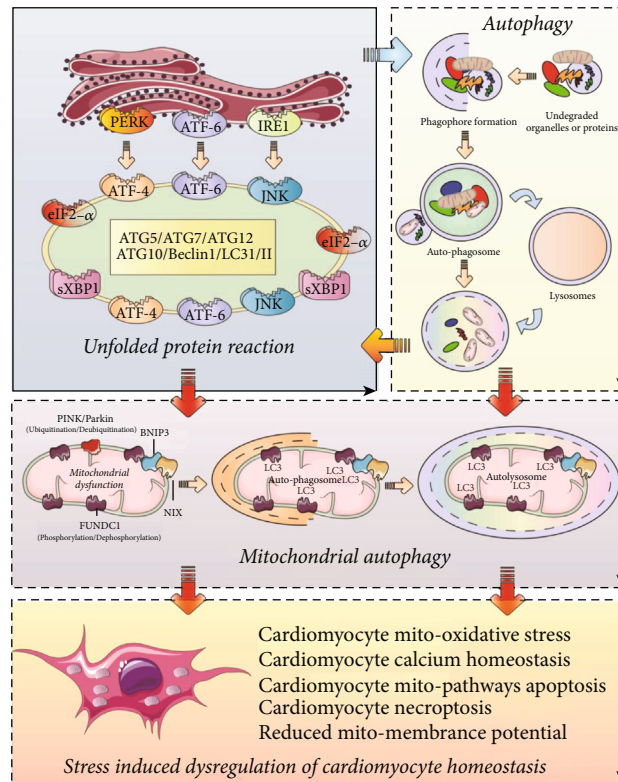 PERK
ATF-6
IRE1
ATF-4
ATF-6
JNK
eIF2-α
eIF2-α
ATG5/ATG7/ATG12
ATG10/Beclin1/LC31/II
sXBP1
sXBP1
ATF-4
ATF-6
JNK
Unfolded protein reaction
Autophagy
Phagophore formation
Undegraded
organelles or proteins
Auto-phagosome
Lysosomes
PINK/Parkin
(Ubiquitination/Deubiquitination)
BNIP3
Mitochondrial
dysfunction
NIX
FUNDC1
(Phosphorylation/Dephosphorylation)
LC3
LC3
Auto-phagosome
LC3
LC3
LC3
LC3
Autolysosome
LC3
LC3
Mitochondrial autophagy
Cardiomyocyte mito-oxidative stress
Cardiomyocyte calcium homeostasis
Cardiomyocyte mito-pathways apoptosis
Cardiomyocyte necroptosis
Reduced mito-membrance potential
Stress induced dysregulation of cardiomyocyte homeostasis